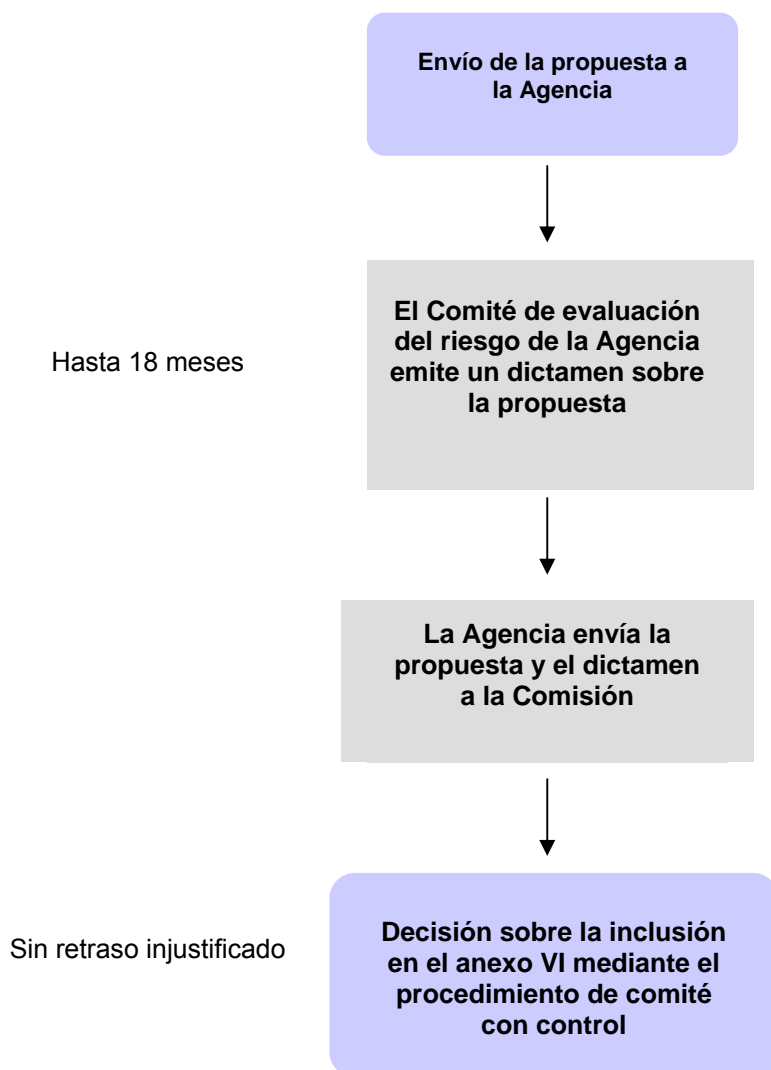 Envío de la propuesta a
la Agencia
Hasta 18 meses
El Comité de evaluación
del riesgo de la Agencia
emite un dictamen sobre
la propuesta
La Agencia envía la
propuesta y el dictamen
a la Comisión
Sin retraso injustificado
Decisión sobre la inclusión
en el anexo VI mediante el
procedimiento de comité
con control